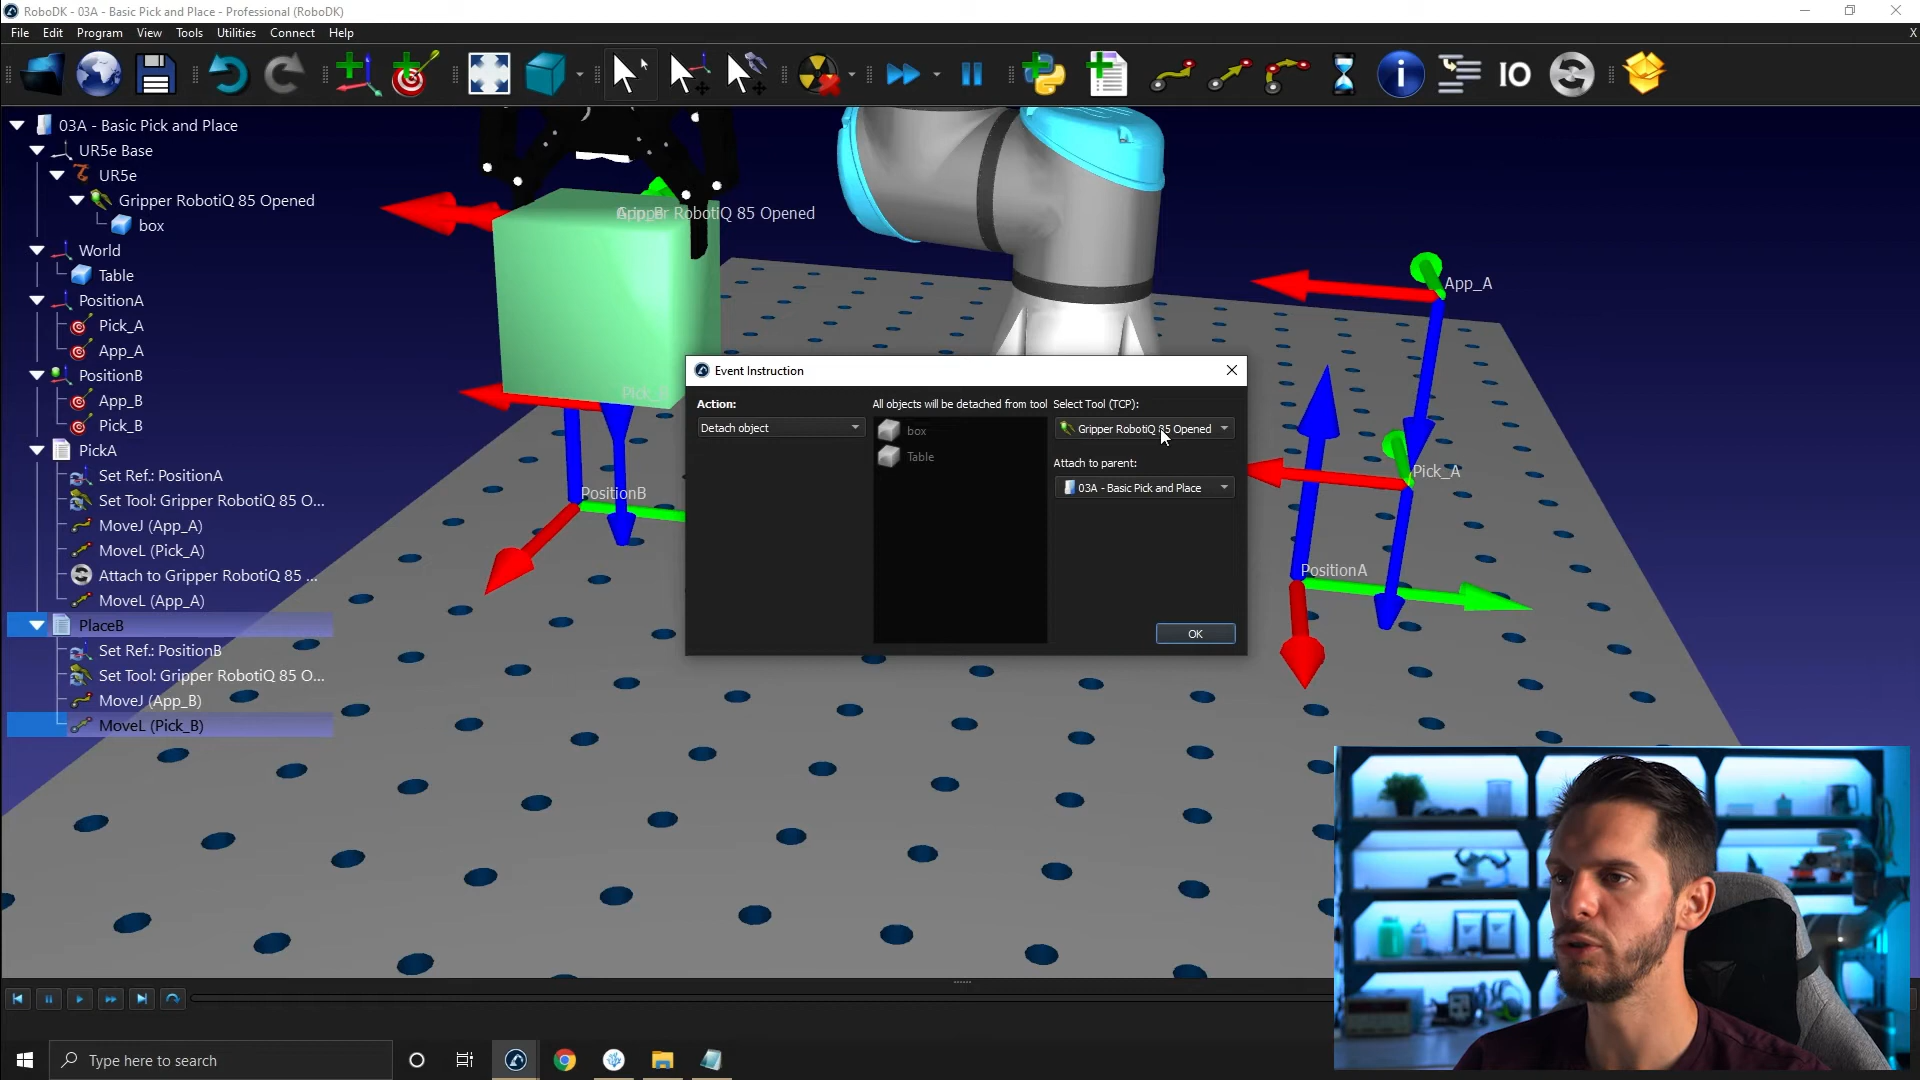 RoboDK - 03A - Basic Pick and Place - Professional (RoboDK)
File Edit Program View Tools Utilities Connect Help X
IO
03A - Basic Pick and Place
UR5e Base
UR5e
Gripper RobotiQ 85 Opened
box
World
Table
PositionA
Pick_A
App_A
PositionB
App_B
Pick_B
PickA
Set Ref.: PositionA
Set Tool: Gripper RobotiQ 85 O...
MoveJ (App_A)
MoveL (Pick_A)
Attach to Gripper RobotiQ 85 ...
MoveL (App_A)
PlaceB
Set Ref.: PositionB
Set Tool: Gripper RobotiQ 85 O...
MoveJ (App_B)
MoveL (Pick_B)
RobotiQ 85 Opened
App_A
Pick_A
PositionB
PositionA
Event Instruction
Action:
Detach object
All objects will be detached from tool
box
Table
Select Tool (TCP):
Gripper RobotiQ 85 Opened
Attach to parent:
03A - Basic Pick and Place
OK
Type here to search